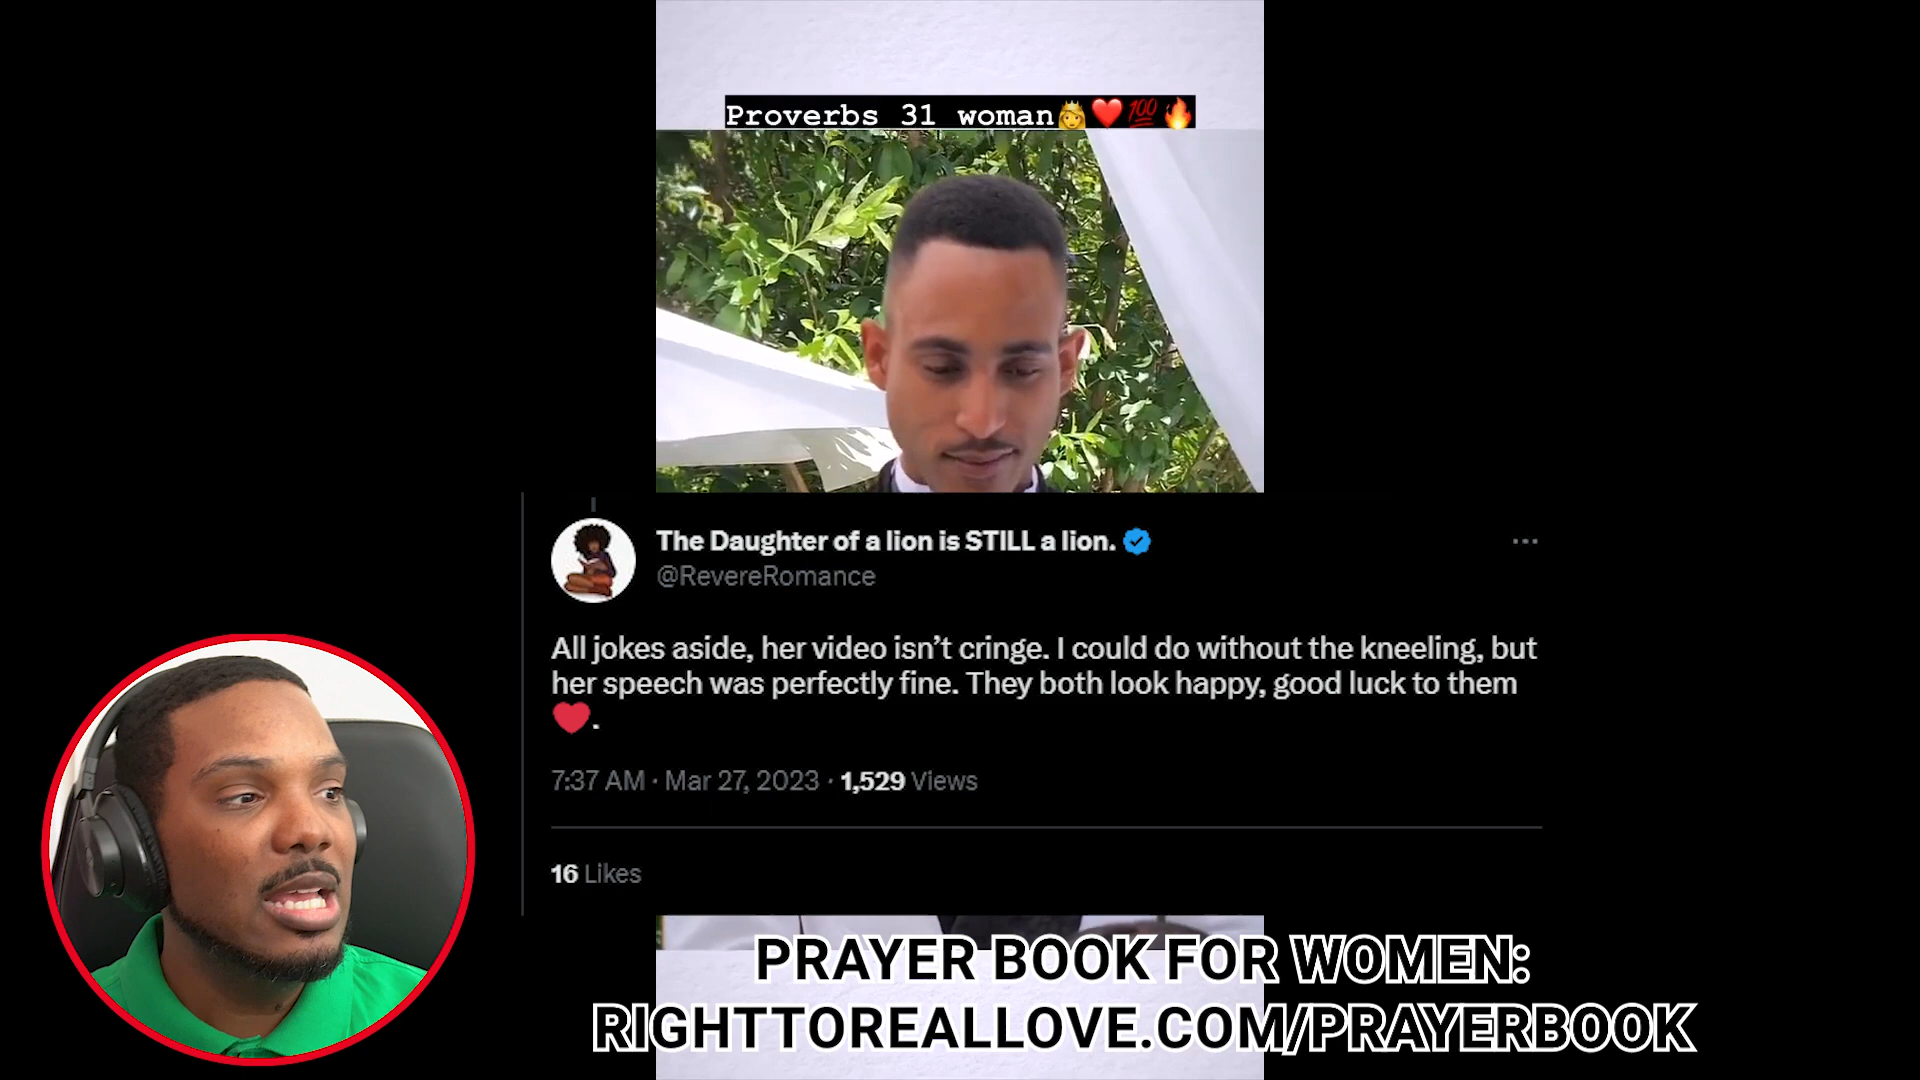 Proverbs 31 woman👸❤️💯🔥
The Daughter of a lion is STILL a lion.
@RevereRomance
All jokes aside, her video isn’t cringe. I could do without the kneeling, but
her speech was perfectly fine. They both look happy, good luck to them
❤️.
7:37 AM · Mar 27, 2023 · 1,529 Views
16 Likes
PRAYER BOOK FOR WOMEN:
RIGHTTOREALLOVE.COM/PRAYERBOOK